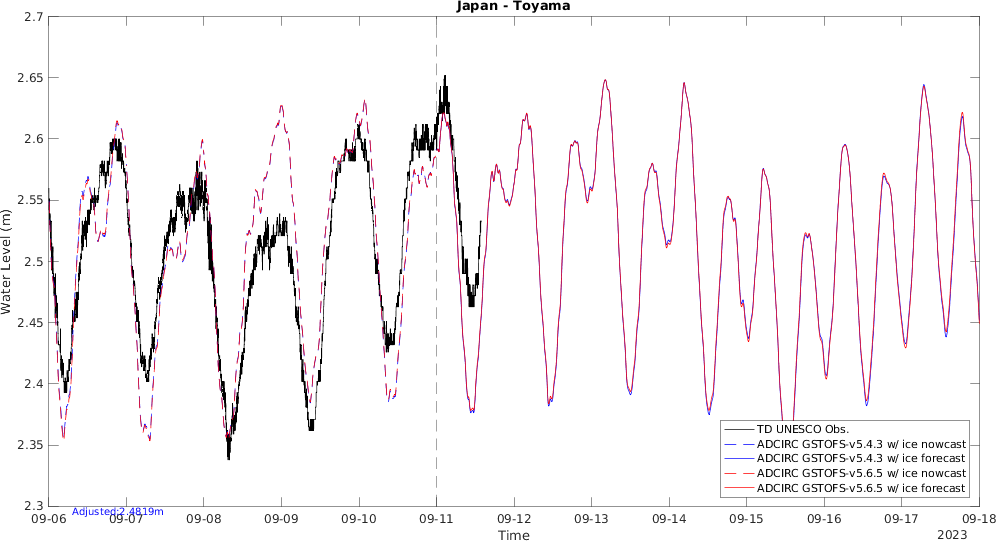 Japan - Toyama
2.7
2.65
2.6
2.55
2.5
2.45
2.4
2.35
2.3
Water Level (m)
TD UNESCO Obs.
ADCIRC GSTOFS-v5.4.3 w/ ice nowcast
ADCIRC GSTOFS-v5.4.3 w/ ice forecast
ADCIRC GSTOFS-v5.6.5 w/ ice nowcast
ADCIRC GSTOFS-v5.6.5 w/ ice forecast
Adjusted:2.4819m
09-06 09-07 09-08 09-09 09-10 09-11 09-12 09-13 09-14 09-15 09-16 09-17 09-18
Time
2023